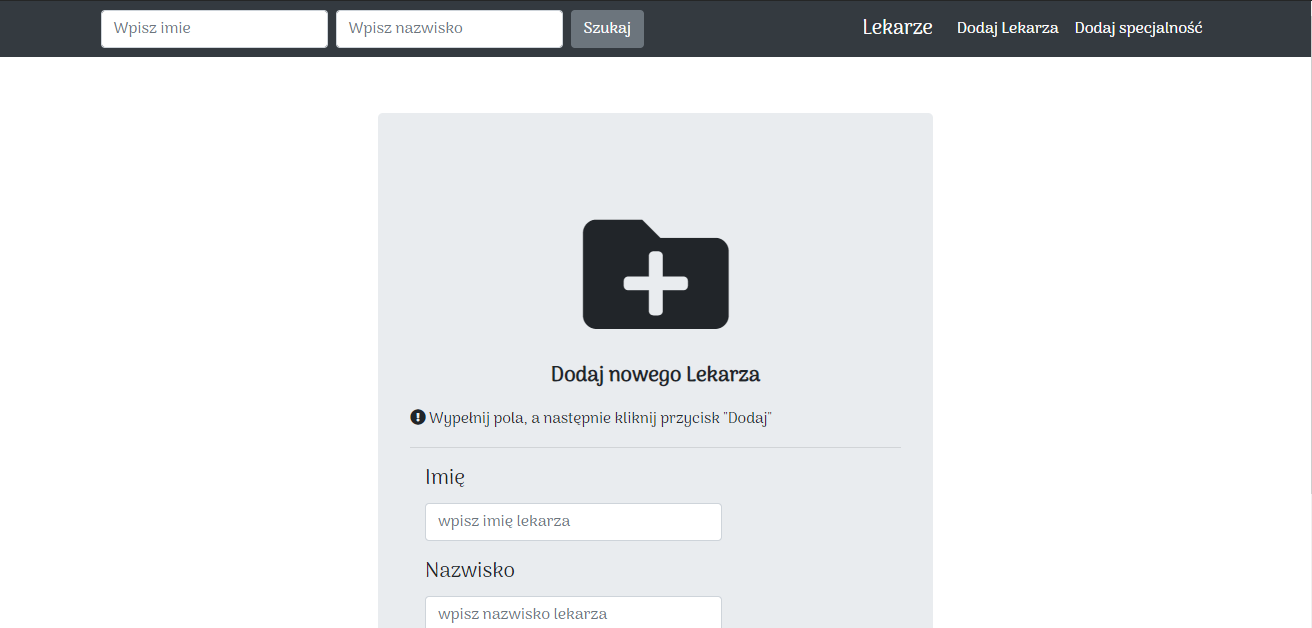 Wpisz imie Wpisz nazwisko Szukaj Lekarze Dodaj Lekarza Dodaj specjalność
Dodaj nowego Lekarza
Wypełnij pola, a następnie kliknij przycisk "Dodaj"
Imię
wpisz imię lekarza
Nazwisko
wpisz nazwisko lekarza